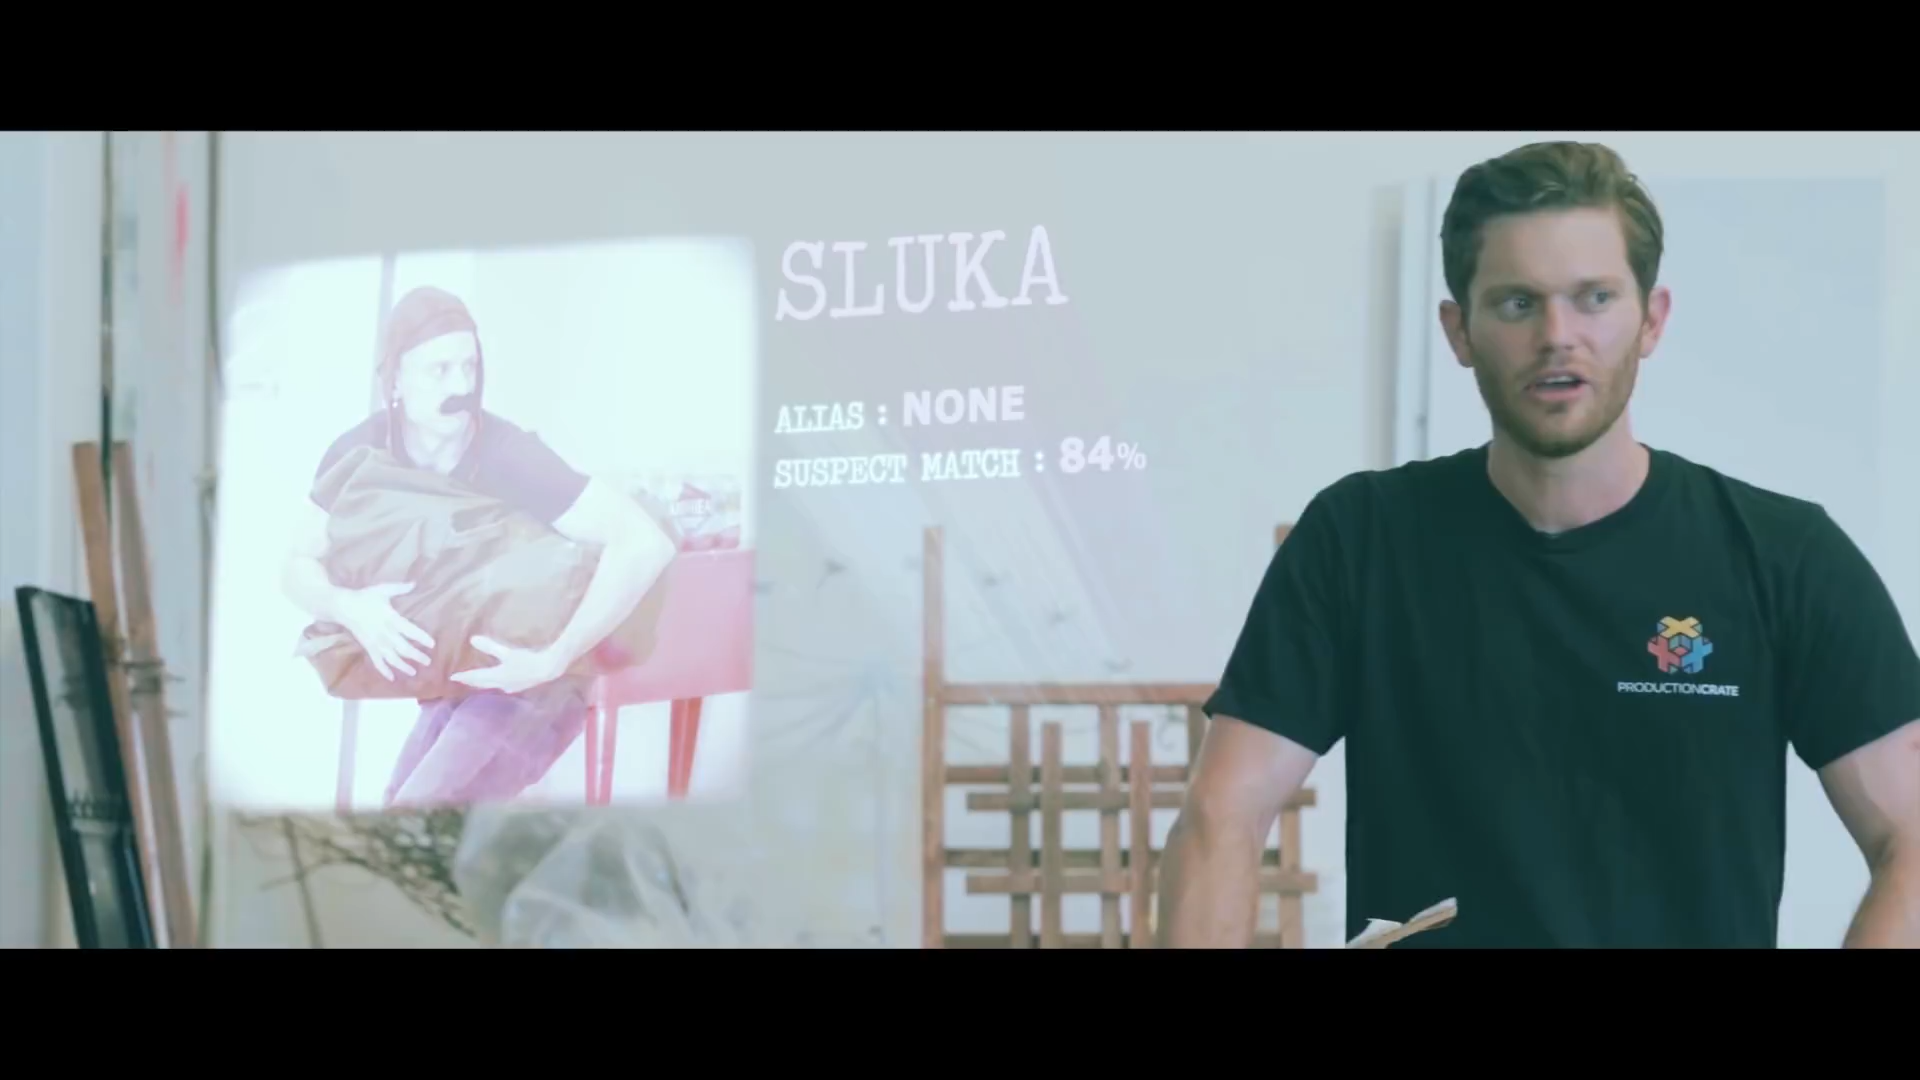 SLUKA
ALIAS : NONE
SUSPECT MATCH : 84%
PRODUCTIONCRATE